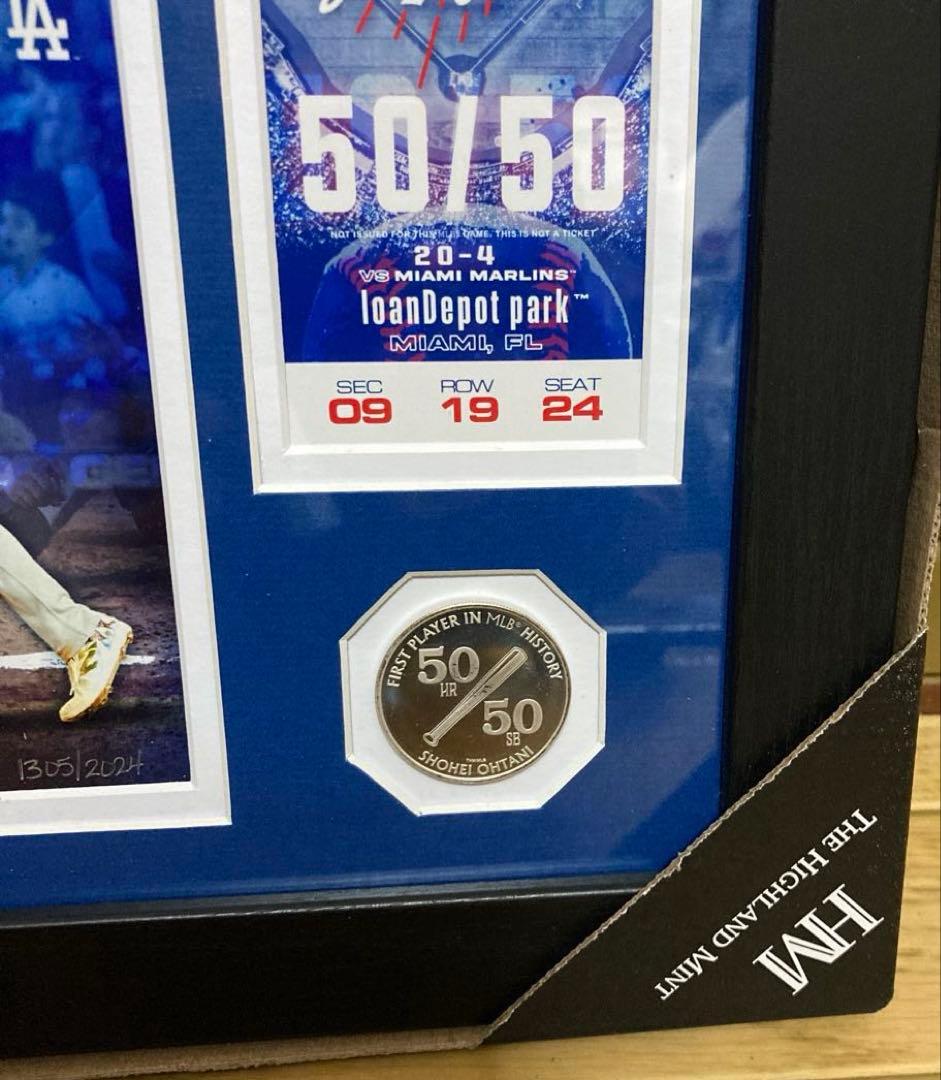 LA
50/50
NOT ISSUED FOR THIS MLB GAME. THIS IS NOT A TICKET
20-4
VS MIAMI MARLINS™
loanDepot park™
MIAMI, FL
SEC ROW SEAT
09 19 24
FIRST PLAYER IN MLB® HISTORY
50
HR
50
SB
SHOHEI OHTANI
1305/2024
THE HIGHLAND MINT
HM